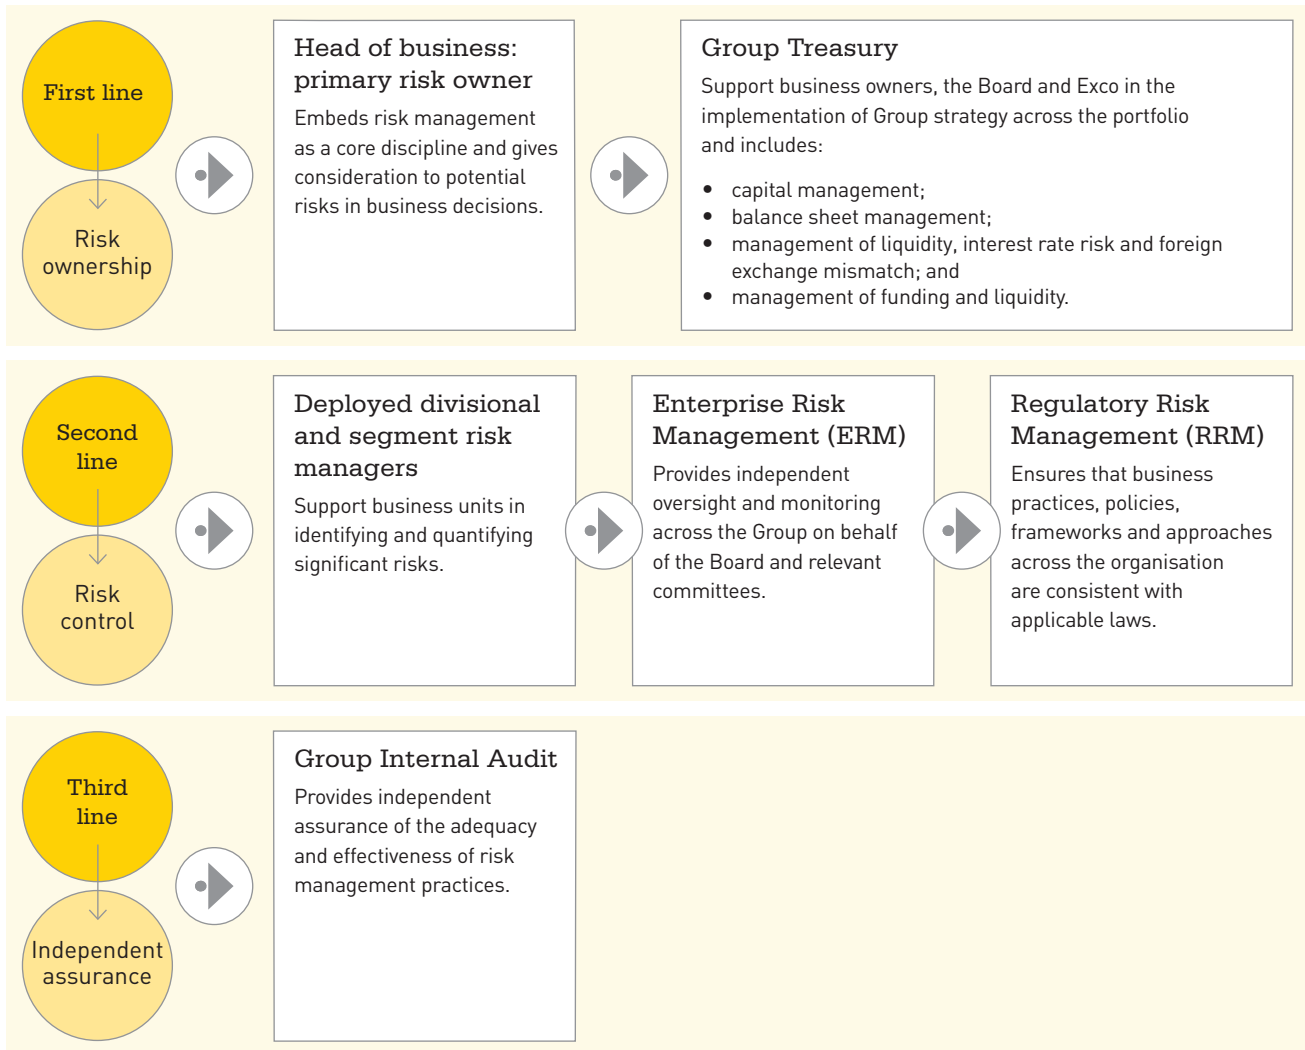 First line
Risk
ownership
Head of business:
primary risk owner
Embeds risk management
as a core discipline and gives
consideration to potential
risks in business decisions.
Group Treasury
Support business owners, the Board and Exco in the
implementation of Group strategy across the portfolio
and includes:
• capital management;
• balance sheet management;
• management of liquidity, interest rate risk and foreign
exchange mismatch; and
• management of funding and liquidity.
Second
line
Risk
control
Deployed divisional
and segment risk
managers
Support business units in
identifying and quantifying
significant risks.
Enterprise Risk
Management (ERM)
Provides independent
oversight and monitoring
across the Group on behalf
of the Board and relevant
committees.
Regulatory Risk
Management (RRM)
Ensures that business
practices, policies,
frameworks and approaches
across the organisation
are consistent with
applicable laws.
Third
line
Independent
assurance
Group Internal Audit
Provides independent
assurance of the adequacy
and effectiveness of risk
management practices.